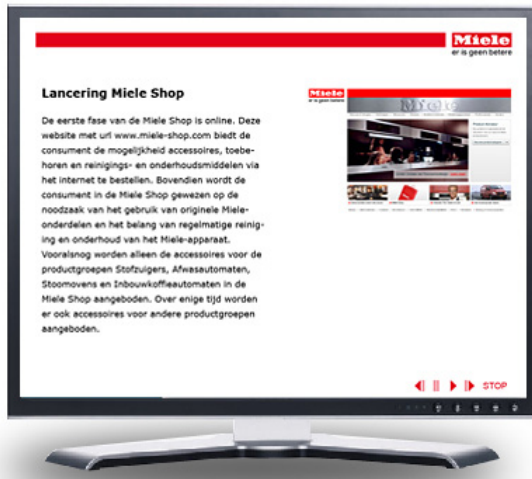 Miele
er is geen betere
Lancering Miele Shop
De eerste fase van de Miele Shop is online. Deze
website met url www.miele-shop.com biedt de
consument de mogelijkheid accessoires, toebe-
horen en reinigings- en onderhoudsmiddelen via
het internet te bestellen. Bovendien wordt de
consument in de Miele Shop gewezen op de
noodzaak van het gebruik van originele Miele-
onderdelen en het belang van regelmatige reinig-
ing en onderhoud van het Miele-apparaat.
Vooralsnog worden alleen de accessoires voor de
productgroepen Stofzuigers, Afwasautomaten,
Stoomovens en Inbouwkoffieautomaten in de
Miele Shop aangeboden. Over enige tijd worden
er ook accessoires voor andere productgroepen
aangeboden.
Miele
er is geen betere
STOP